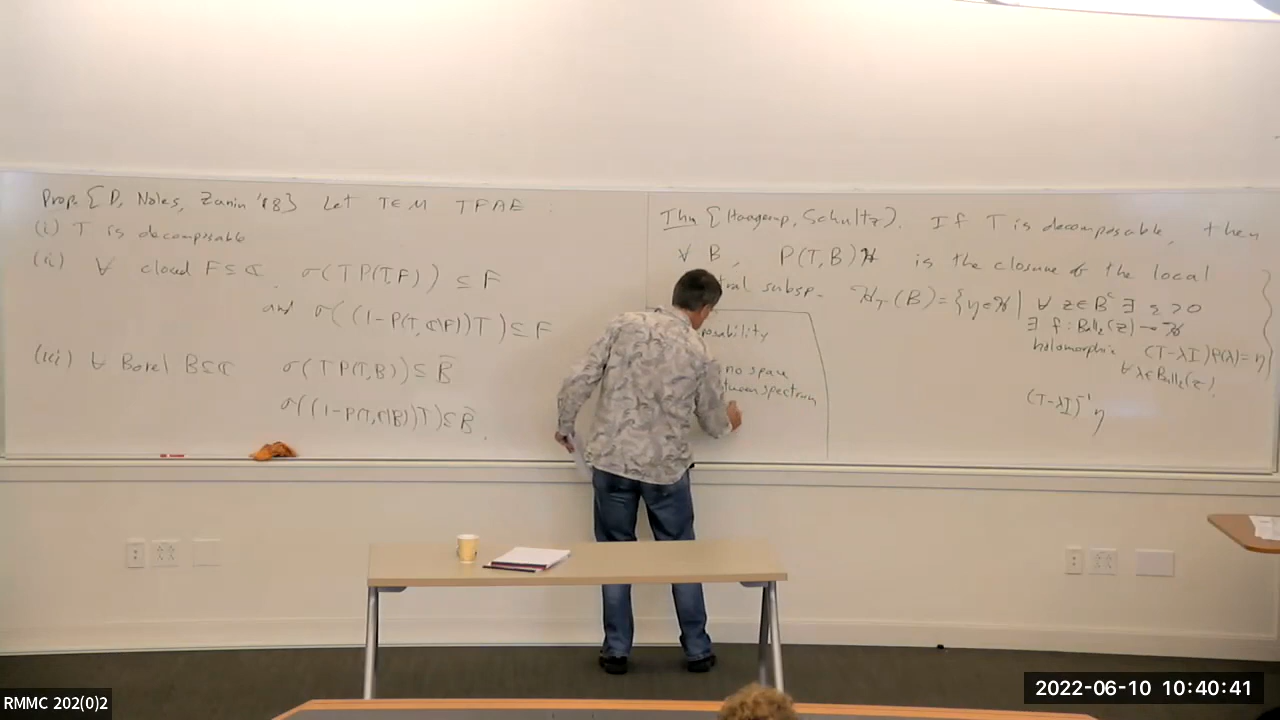 Prop. {D, Noles, Zanin '18} Let T∈M TFAE :
(i) T is decomposable
(ii) ∀ closed F⊆ℂ. σ(TP(T,F)) ⊆ F
and σ((1-P(T,ℂ\F))T)⊆F
(iii) ∀ Borel B⊆ℂ σ(TP(T,B))⊆B̄
σ((1-P(T,ℂ\B))T)⊆B̄.
Thm {Haagerup, Schultz}. If T is decomposable, then
∀ B, P(T,B)ℋ is the closure of the local
tral subsp. ℋ_T(B)={η∈ℋ | ∀ z∈B^c ∃ ε>0
∃ f: Ball_ε(z)→ℋ
holomorphic (T-λI)f(λ)=η
∀λ∈Ball_ε(z)}
(T-λI)^{-1}η
posability
no space
tween spectrum
RMMC 202(0)2
2022-06-10 10:40:41